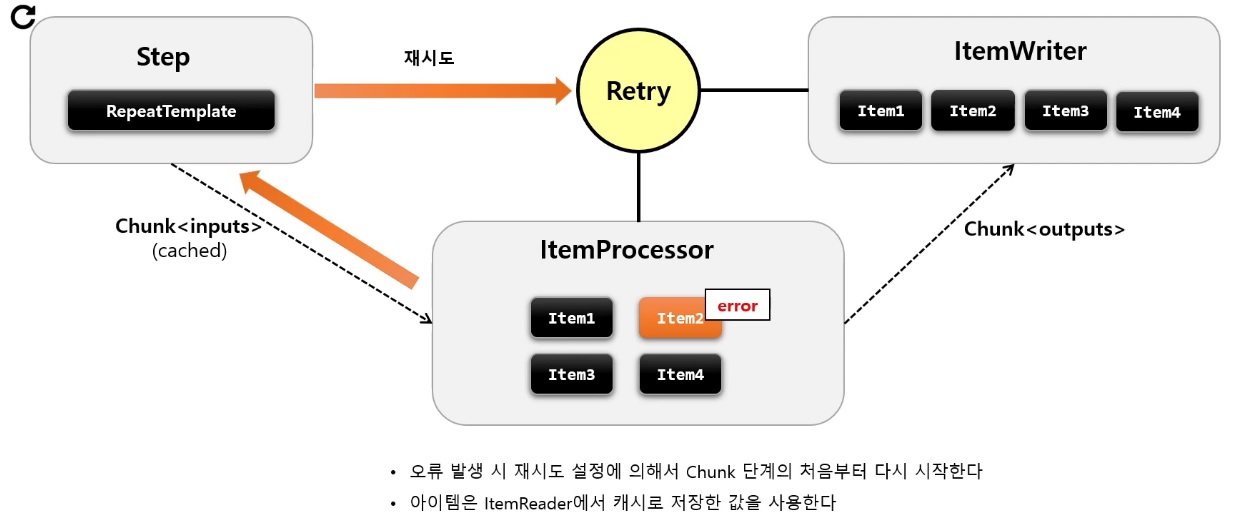 Step
RepeatTemplate
재시도
Retry
ItemWriter
Item1 Item2 Item3 Item4
Chunk<inputs>
(cached)
ItemProcessor
Item1 Item2 error
Item3 Item4
Chunk<outputs>
• 오류 발생 시 재시도 설정에 의해서 Chunk 단계의 처음부터 다시 시작한다
• 아이템은 ItemReader에서 캐시로 저장한 값을 사용한다